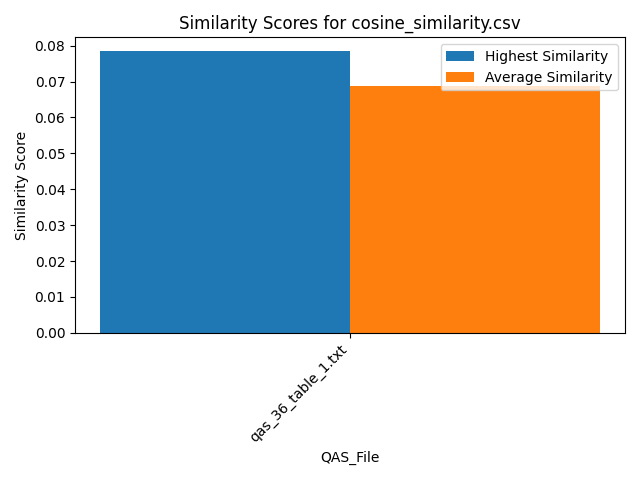 Similarity Scores for cosine_similarity.csv
Highest Similarity
Average Similarity
Similarity Score
0.08
0.07
0.06
0.05
0.04
0.03
0.02
0.01
0.00
qas_36_table_1.txt
QAS_File